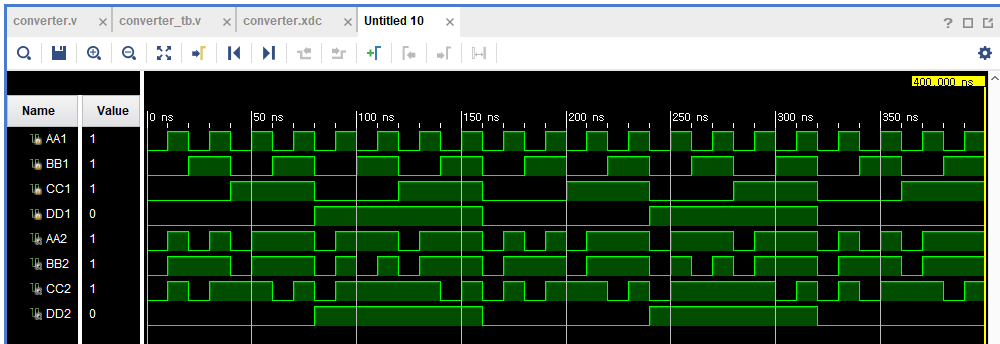 converter.v × converter_tb.v × converter.xdc × Untitled 10 ×
?
400.000 ns
Name Value
0 ns 50 ns 100 ns 150 ns 200 ns 250 ns 300 ns 350 ns
AA1 1
BB1 1
CC1 1
DD1 0
AA2 1
BB2 1
CC2 1
DD2 0